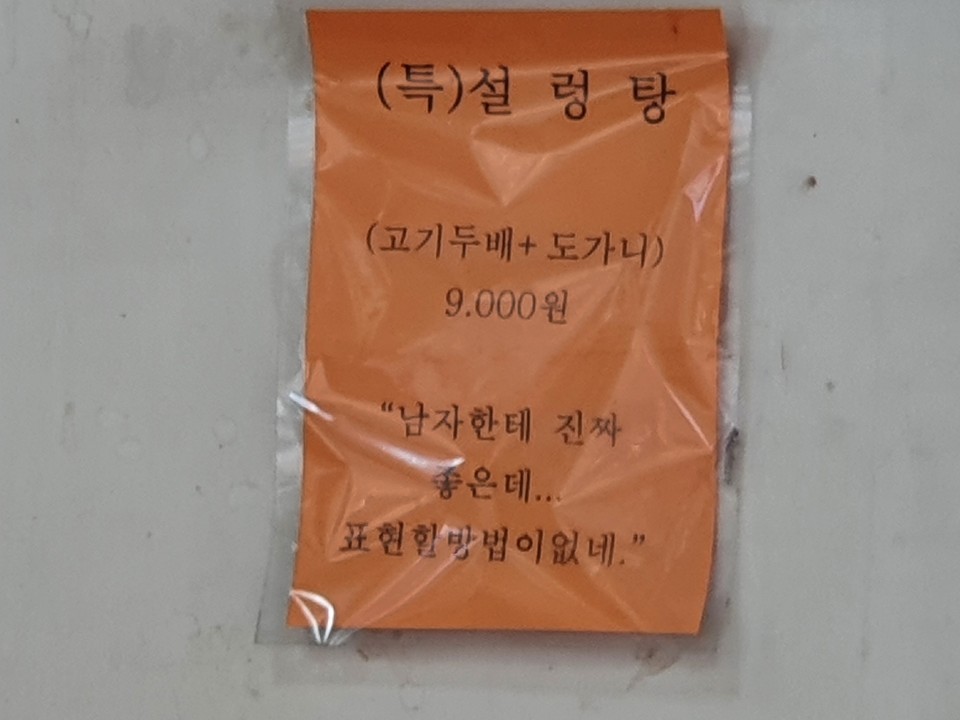 (특)설 렁 탕
(고기두배+ 도가니)
9.000원
“남자한테 진짜
좋은데...
표현할방법이없네.”